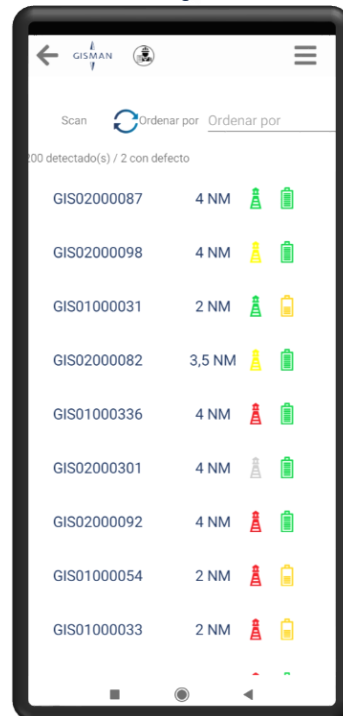 GISMAN
Scan Ordenar por Ordenar por
200 detectado(s) / 2 con defecto
GIS02000087 4 NM
GIS02000098 4 NM
GIS01000031 2 NM
GIS02000082 3,5 NM
GIS01000336 4 NM
GIS02000301 4 NM
GIS02000092 4 NM
GIS01000054 2 NM
GIS01000033 2 NM